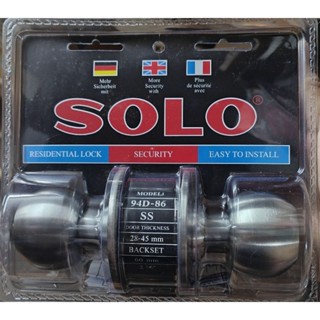 Mehr
Sicherheit
mit
More
Security
with
Plus
de sécurité
avec
SOLO®
RESIDENTIAL LOCK
SECURITY
EASY TO INSTALL
MODEL:
94D-86
SS
DOOR THICKNESS
28-45 mm
BACKSET